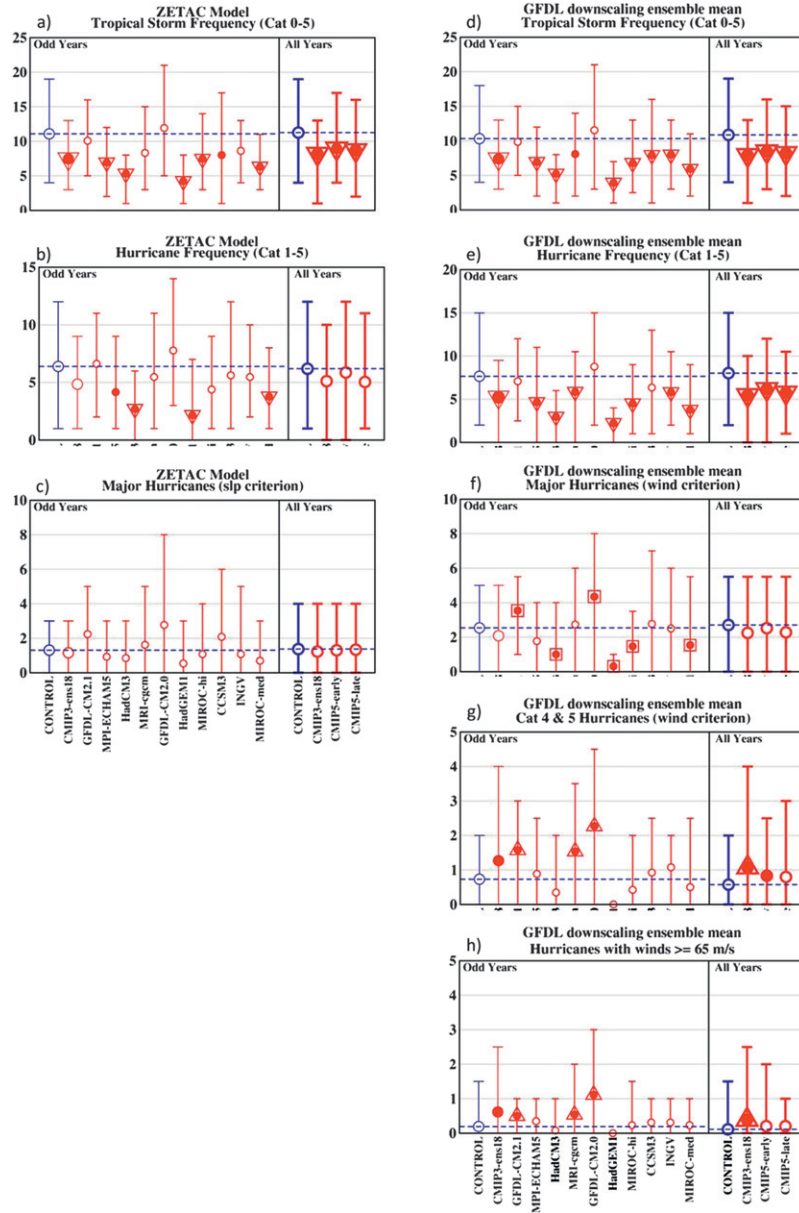 a)
ZETAC Model
Tropical Storm Frequency (Cat 0-5)
Odd Years
All Years
25
20
15
10
5
0
b)
ZETAC Model
Hurricane Frequency (Cat 1-5)
Odd Years
All Years
15
10
5
0
c)
ZETAC Model
Major Hurricanes (slp criterion)
Odd Years
All Years
10
8
6
4
2
0
CONTROL
CMIP3-ens18
GFDL-CM2.1
MPI-ECHAM5
HadCM3
MRI-cgcm
GFDL-CM2.0
HadGEM1
MIROC-hi
CCSM3
INGV
MIROC-med
CONTROL
CMIP3-ens18
CMIP5-early
CMIP5-late
d)
GFDL downscaling ensemble mean
Tropical Storm Frequency (Cat 0-5)
Odd Years
All Years
25
20
15
10
5
0
e)
GFDL downscaling ensemble mean
Hurricane Frequency (Cat 1-5)
Odd Years
All Years
20
15
10
5
0
f)
GFDL downscaling ensemble mean
Major Hurricanes (wind criterion)
Odd Years
All Years
10
8
6
4
2
0
g)
GFDL downscaling ensemble mean
Cat 4 & 5 Hurricanes (wind criterion)
Odd Years
All Years
5
4
3
2
1
0
h)
GFDL downscaling ensemble mean
Hurricanes with winds >= 65 m/s
Odd Years
All Years
5
4
3
2
1
0
CONTROL
CMIP3-ens18
GFDL-CM2.1
MPI-ECHAM5
HadCM3
MRI-cgcm
GFDL-CM2.0
HadGEM1
MIROC-hi
CCSM3
INGV
MIROC-med
CONTROL
CMIP3-ens18
CMIP5-early
CMIP5-late